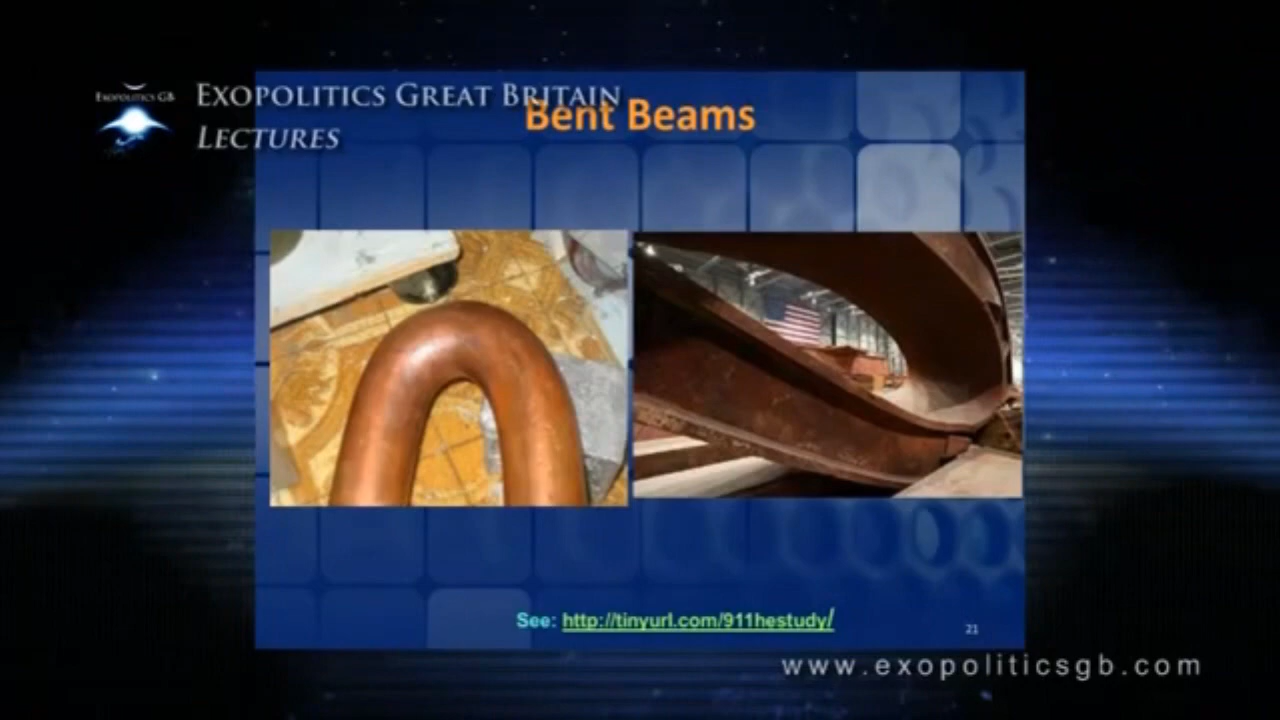 EXOPOLITICS GB
EXOPOLITICS GREAT BRITAIN
LECTURES
Bent Beams
See: http://tinyurl.com/911hestudy/
21
www.exopoliticsgb.com